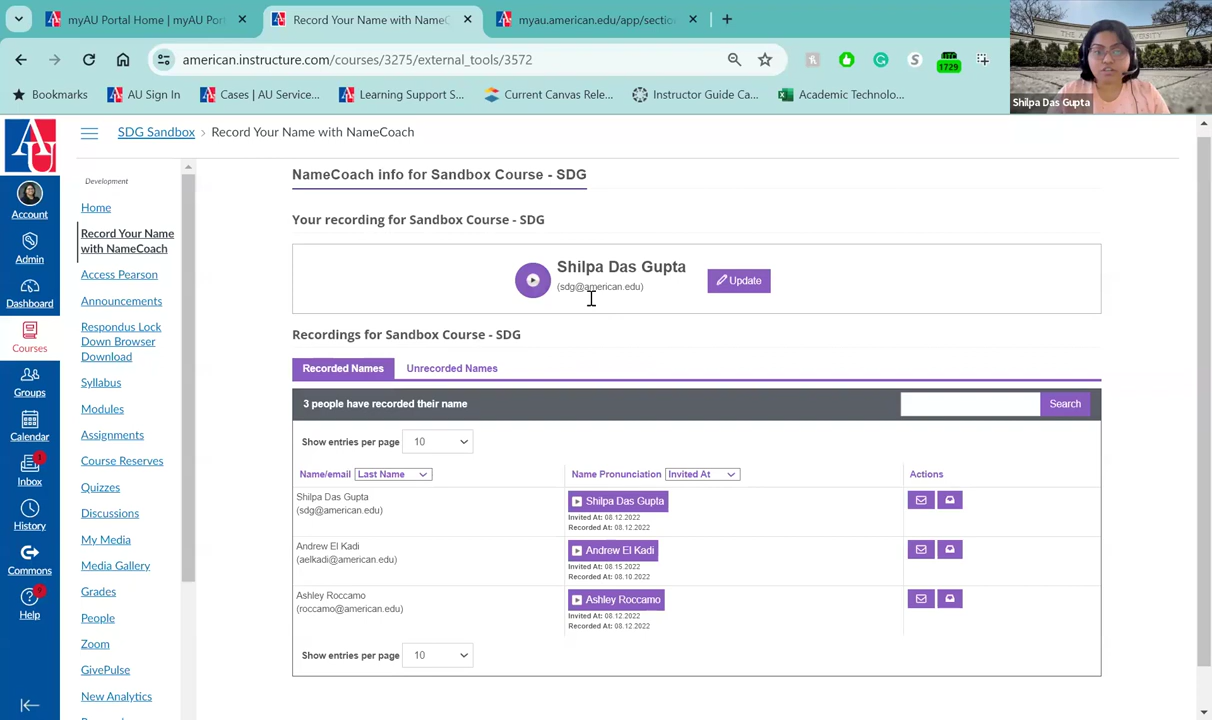 myAU Portal Home | myAU Port
Record Your Name with NameC
myau.american.edu/app/sectio
american.instructure.com/courses/3275/external_tools/3572
1729
Bookmarks
AU Sign In
Cases | AU Service...
Learning Support S...
Current Canvas Rele...
Instructor Guide Ca...
Academic Technolo...
Shilpa Das Gupta
SDG Sandbox > Record Your Name with NameCoach
Account
Admin
Dashboard
Courses
Groups
Calendar
Inbox
History
Commons
Help
Development
Home
Record Your Name
with NameCoach
Access Pearson
Announcements
Respondus Lock
Down Browser
Download
Syllabus
Modules
Assignments
Course Reserves
Quizzes
Discussions
My Media
Media Gallery
Grades
People
Zoom
GivePulse
New Analytics
NameCoach info for Sandbox Course - SDG
Your recording for Sandbox Course - SDG
Shilpa Das Gupta
(sdg@american.edu)
Update
Recordings for Sandbox Course - SDG
Recorded Names
Unrecorded Names
3 people have recorded their name
Search
Show entries per page 10
Name/email Last Name
Name Pronunciation Invited At
Actions
Shilpa Das Gupta
(sdg@american.edu)
Shilpa Das Gupta
Invited At: 08.12.2022
Recorded At: 08.12.2022
Andrew El Kadi
(aelkadi@american.edu)
Andrew El Kadi
Invited At: 08.15.2022
Recorded At: 08.10.2022
Ashley Roccamo
(roccamo@american.edu)
Ashley Roccamo
Invited At: 08.12.2022
Recorded At: 08.12.2022
Show entries per page 10